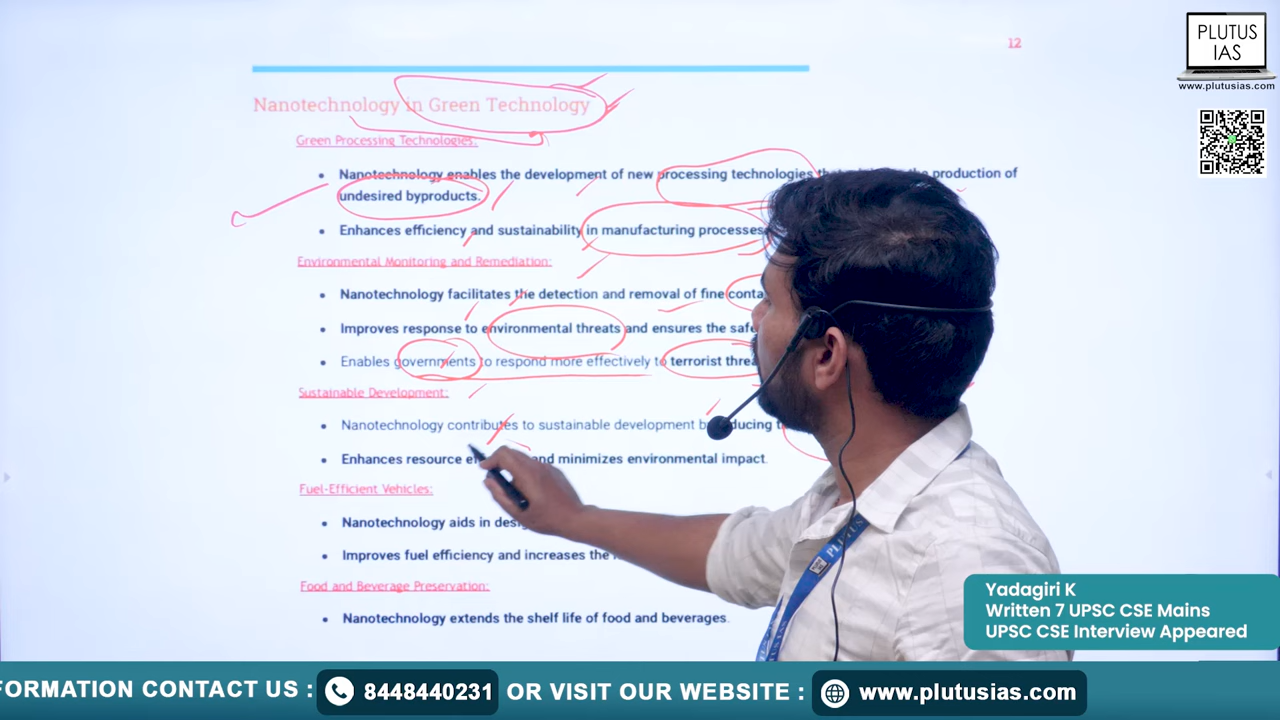 12
PLUTUS
IAS
www.plutusias.com
Nanotechnology in Green Technology
Green Processing Technologies:
• Nanotechnology enables the development of new processing technologies production of
undesired byproducts.
• Enhances efficiency and sustainability in manufacturing processes
Environmental Monitoring and Remediation:
• Nanotechnology facilitates the detection and removal of fine
• Improves response to environmental threats and ensures the
• Enables governments to respond more effectively to terrorist
Sustainable Development:
• Nanotechnology contributes to sustainable development
• Enhances resource and minimizes environmental impact.
Fuel-Efficient Vehicles:
• Nanotechnology aids in
• Improves fuel efficiency and increases the
Food and Beverage Preservation:
• Nanotechnology extends the shelf life of food and beverages.
PLUTUS
Yadagiri K
Written 7 UPSC CSE Mains
UPSC CSE Interview Appeared
FORMATION CONTACT US : 8448440231 OR VISIT OUR WEBSITE : www.plutusias.com